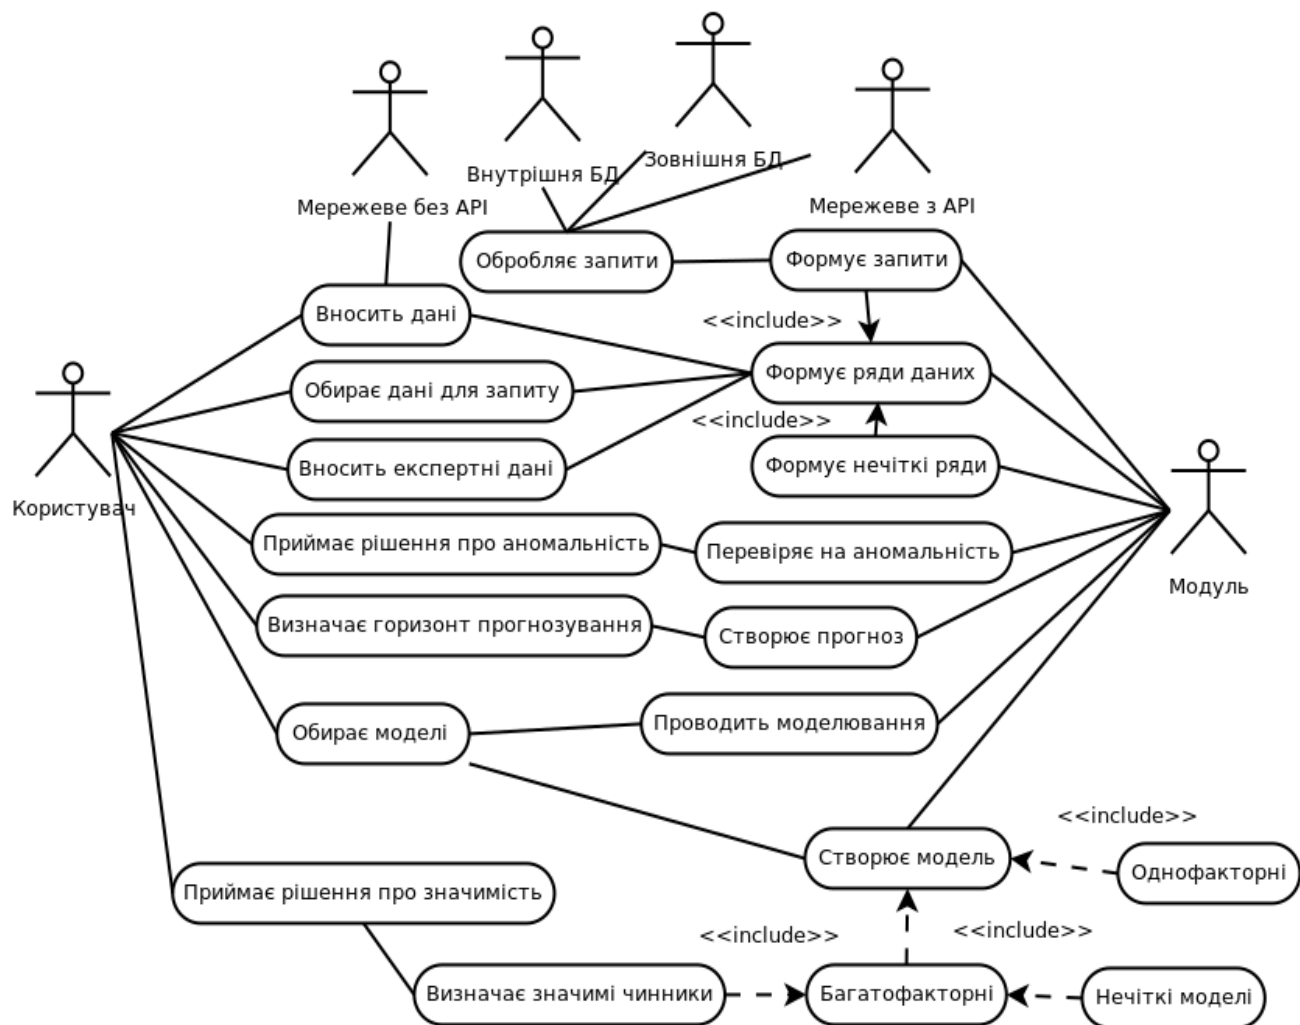 Зовнішня БД
Внутрішня БД
Мережеве без API
Мережеве з API
Обробляє запити
Формує запити
Вносить дані
<<include>>
Формує ряди даних
Обирає дані для запиту
<<include>>
Вносить експертні дані
Формує нечіткі ряди
Користувач
Приймає рішення про аномальність
Перевіряє на аномальність
Модуль
Визначає горизонт прогнозування
Створює прогноз
Обирає моделі
Проводить моделювання
<<include>>
Створює модель
Однофакторні
Приймає рішення про значимість
<<include>>
<<include>>
Визначає значимі чинники
Багатофакторні
Нечіткі моделі